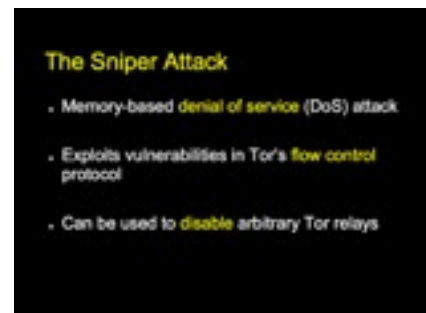 The Sniper Attack
Memory-based denial of service (DoS) attack
Exploits vulnerabilities in Tor's flow control
protocol
Can be used to disable arbitrary Tor relays